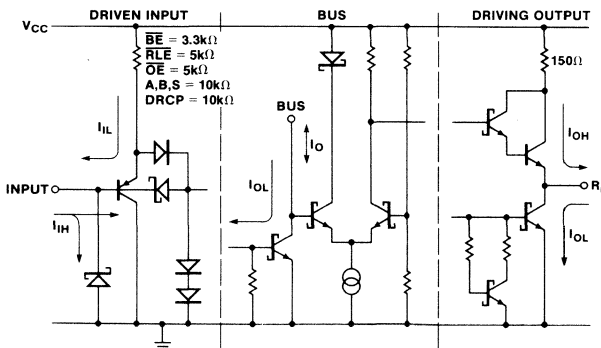 DRIVEN INPUT
BUS
DRIVING OUTPUT
VCC
BE = 3.3kΩ
RLE = 5kΩ
OE = 5kΩ
A,B,S = 10kΩ
DRCP = 10kΩ
150Ω
BUS
IO
IIL
IOH
IOL
INPUT
R
IIH
IOL